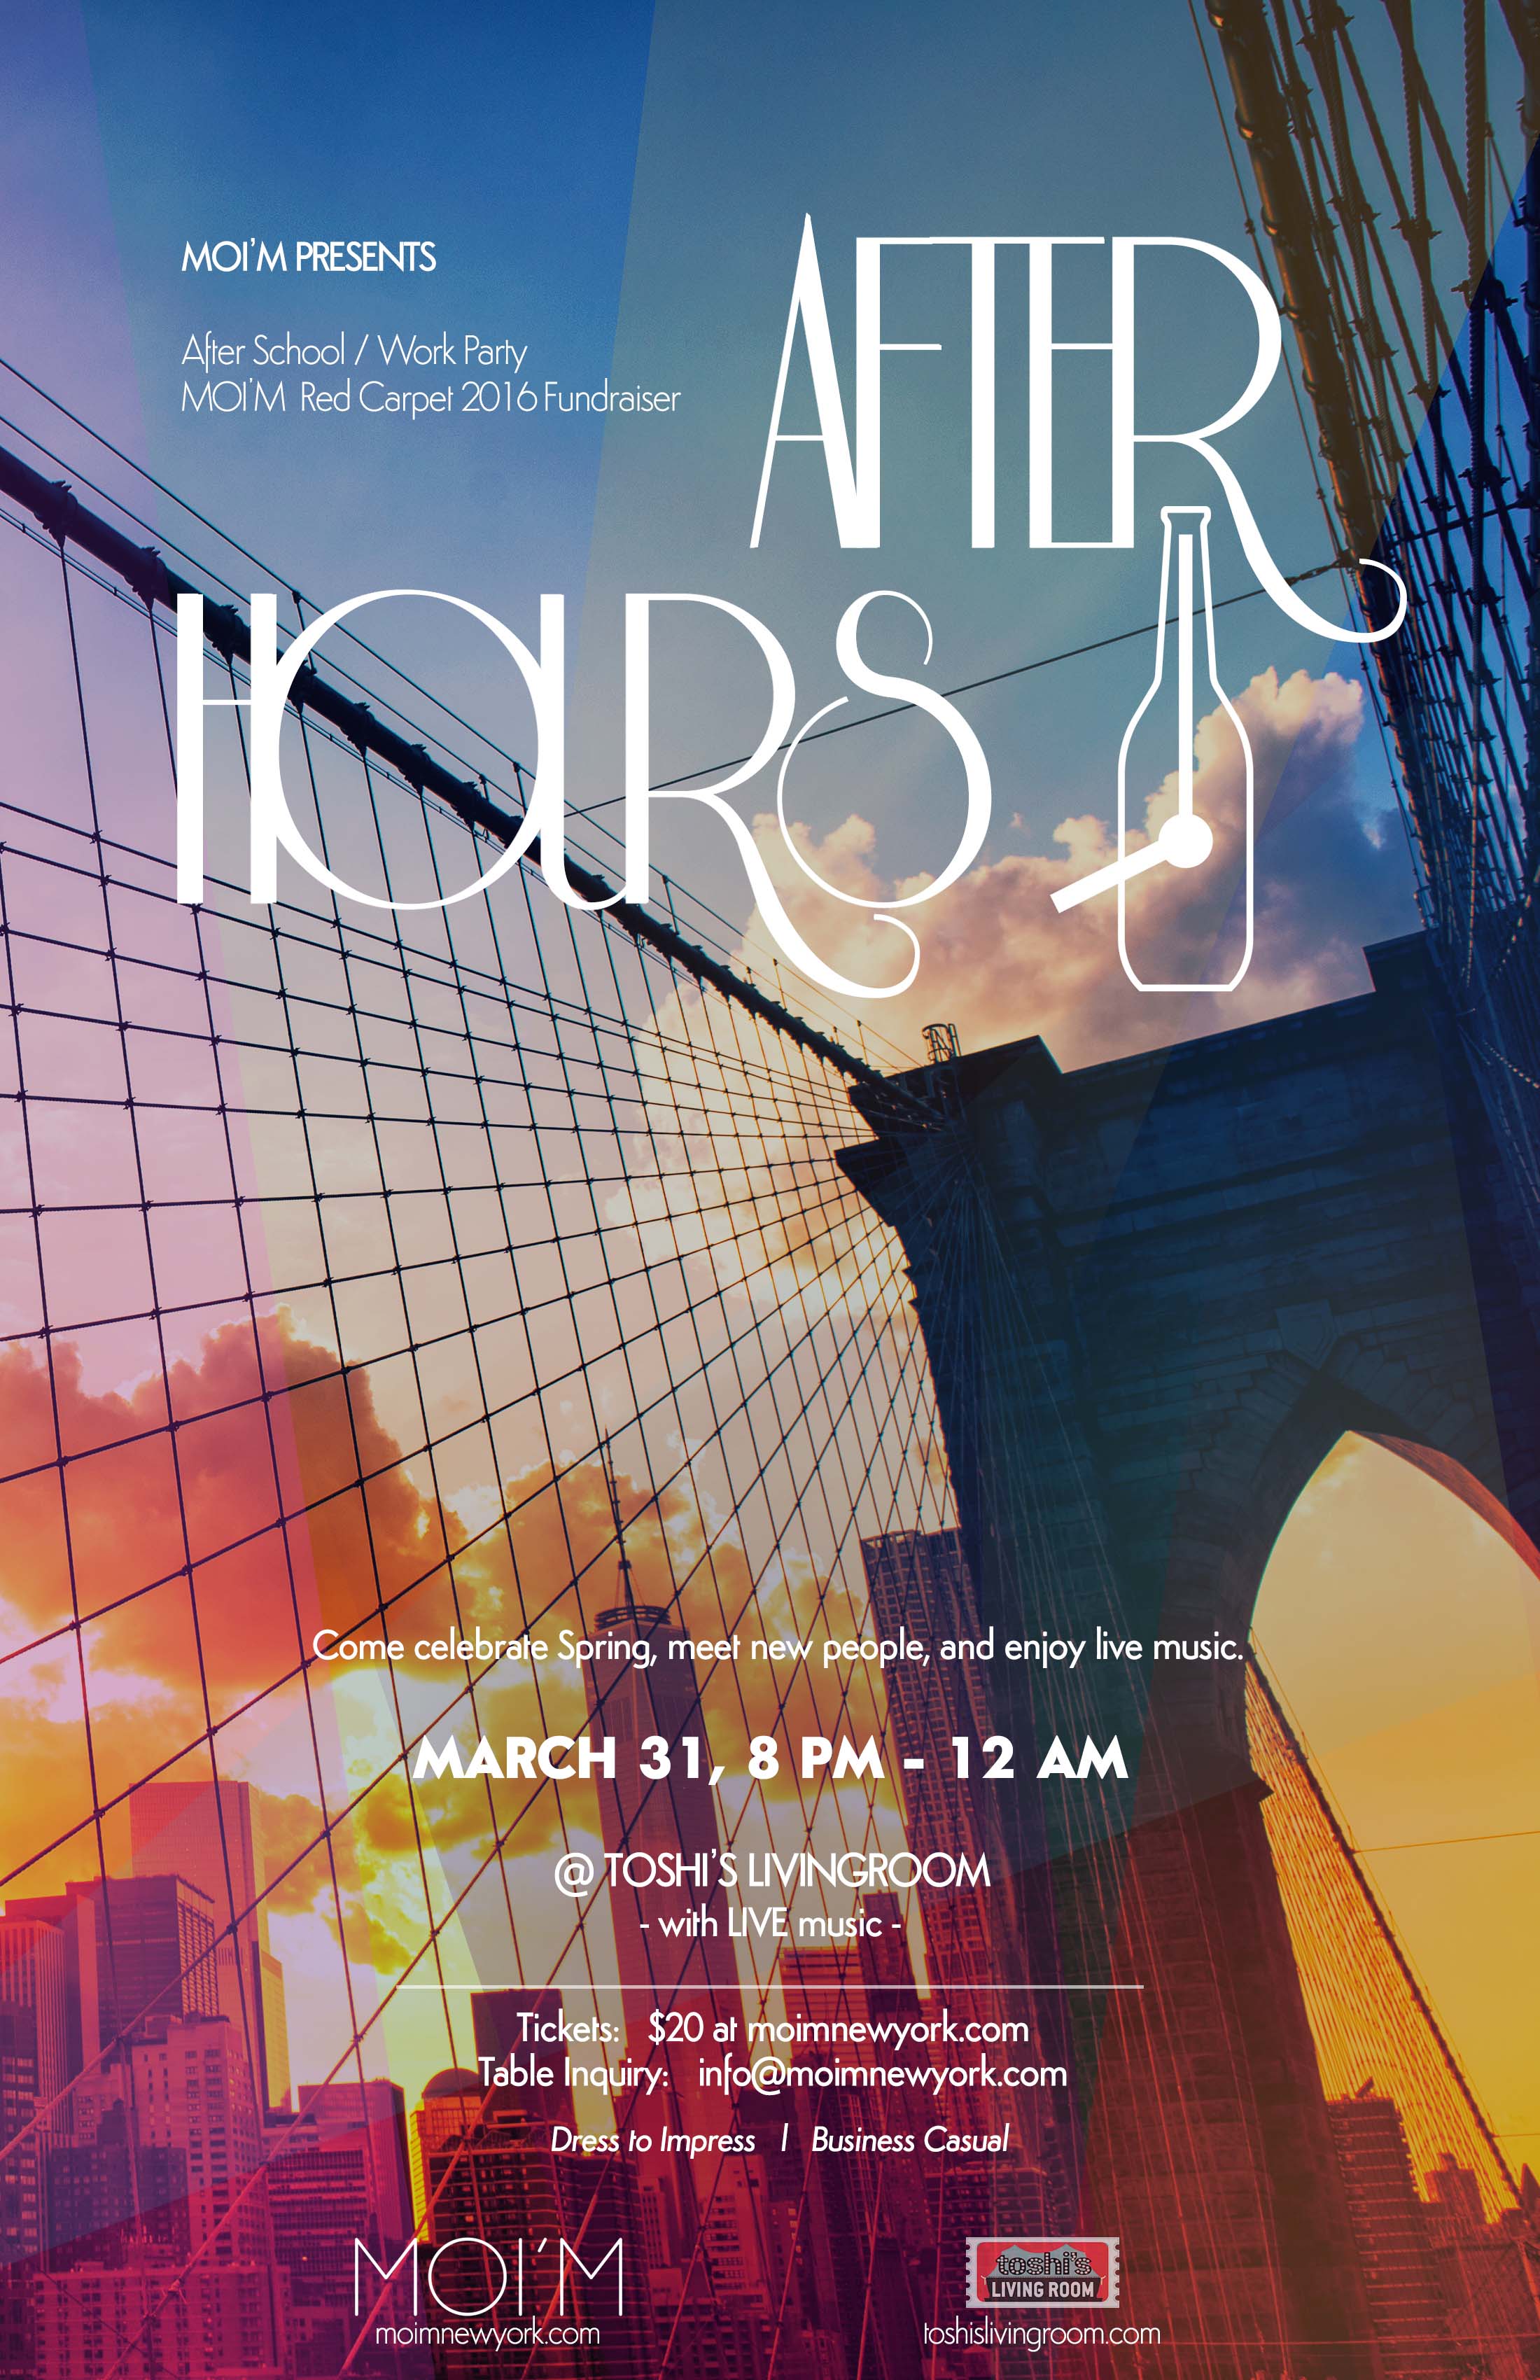 MOI'M PRESENTS
After School / Work Party
MOI'M Red Carpet 2016 Fundraiser
AFTER
HOURS
Come celebrate Spring, meet new people, and enjoy live music.
MARCH 31, 8 PM - 12 AM
@ TOSHI'S LIVINGROOM
- with LIVE music -
Tickets: $20 at moimnewyork.com
Table Inquiry: info@moimnewyork.com
Dress to Impress | Business Casual
MOI'M
moimnewyork.com
toshi's
LIVING ROOM
toshislivingroom.com